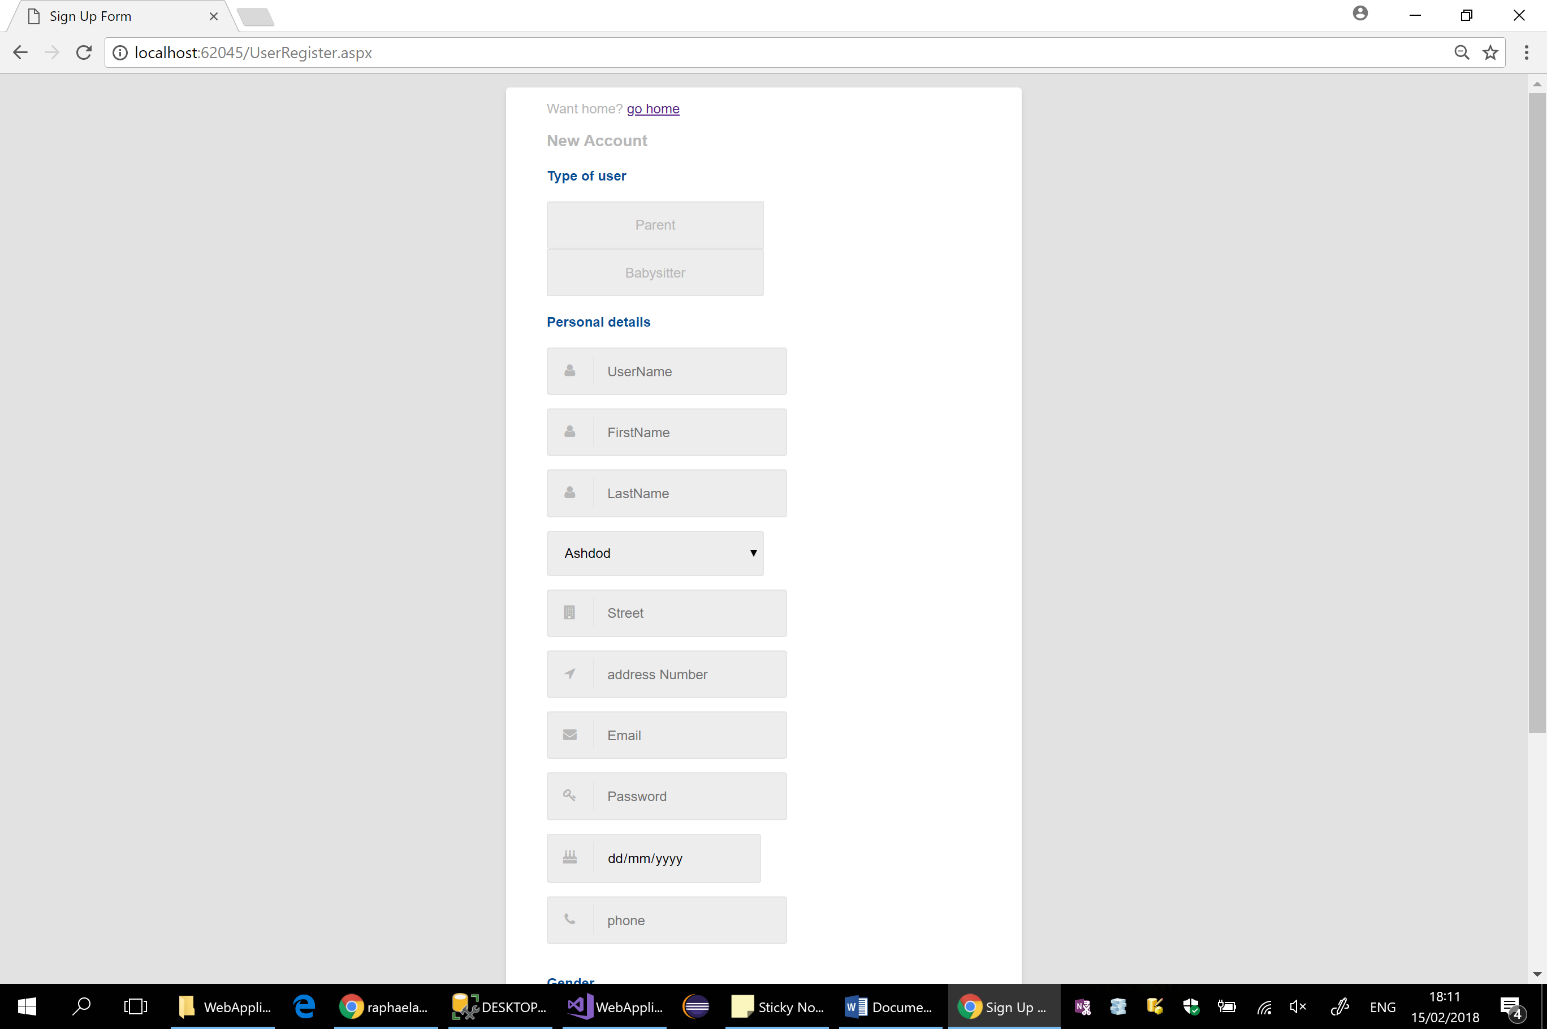 Sign Up Form
localhost:62045/UserRegister.aspx
Want home? go home
New Account
Type of user
Parent
Babysitter
Personal details
UserName
FirstName
LastName
Ashdod
Street
address Number
Email
Password
dd/mm/yyyy
phone
Gender
WebAppli... raphaela... DESKTOP... WebAppli... Sticky No... Docume... Sign Up ... ENG 18:11
15/02/2018 4